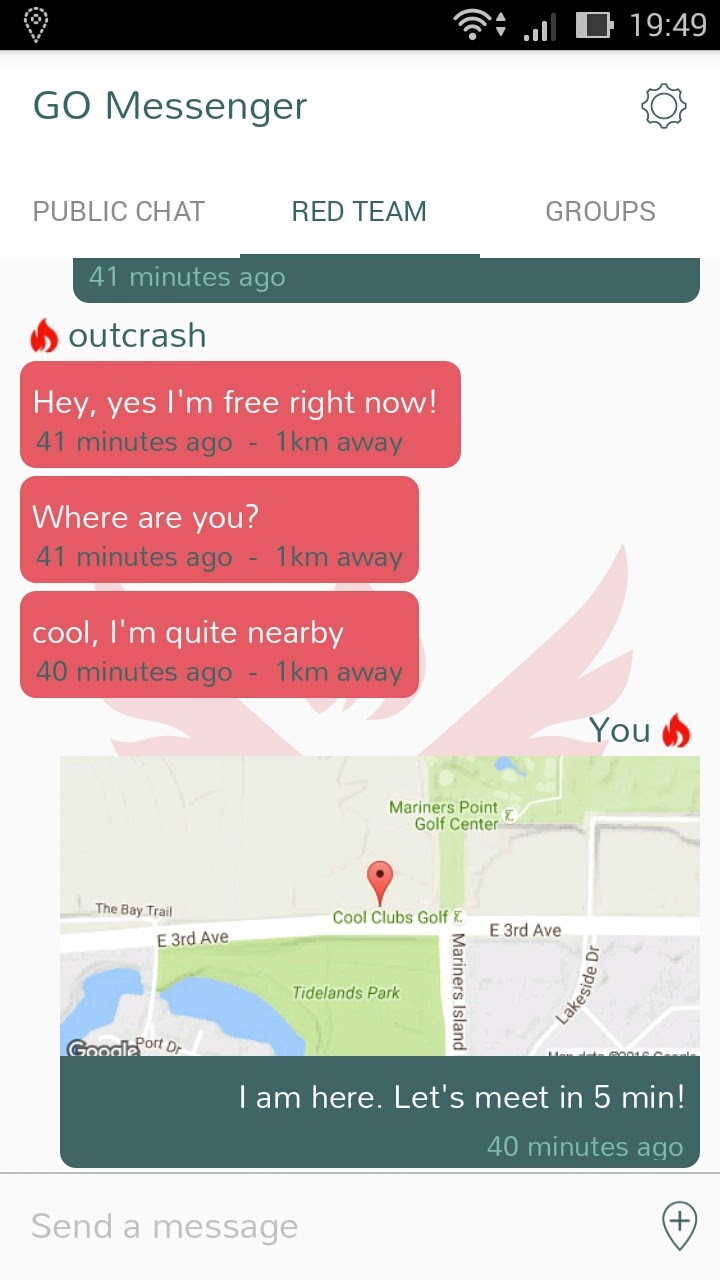 19:49
GO Messenger
PUBLIC CHAT
RED TEAM
GROUPS
41 minutes ago
outcrash
Hey, yes I'm free right now!
41 minutes ago - 1km away
Where are you?
41 minutes ago - 1km away
cool, I'm quite nearby
40 minutes ago - 1km away
You
Mariners Point
Golf Center
The Bay Trail
Cool Clubs Golf
E 3rd Ave
E 3rd Ave
Tidelands Park
Mariners Island
Lakeside Dr
Port Dr
Google
Map data ©2016 Google
I am here. Let's meet in 5 min!
40 minutes ago
Send a message